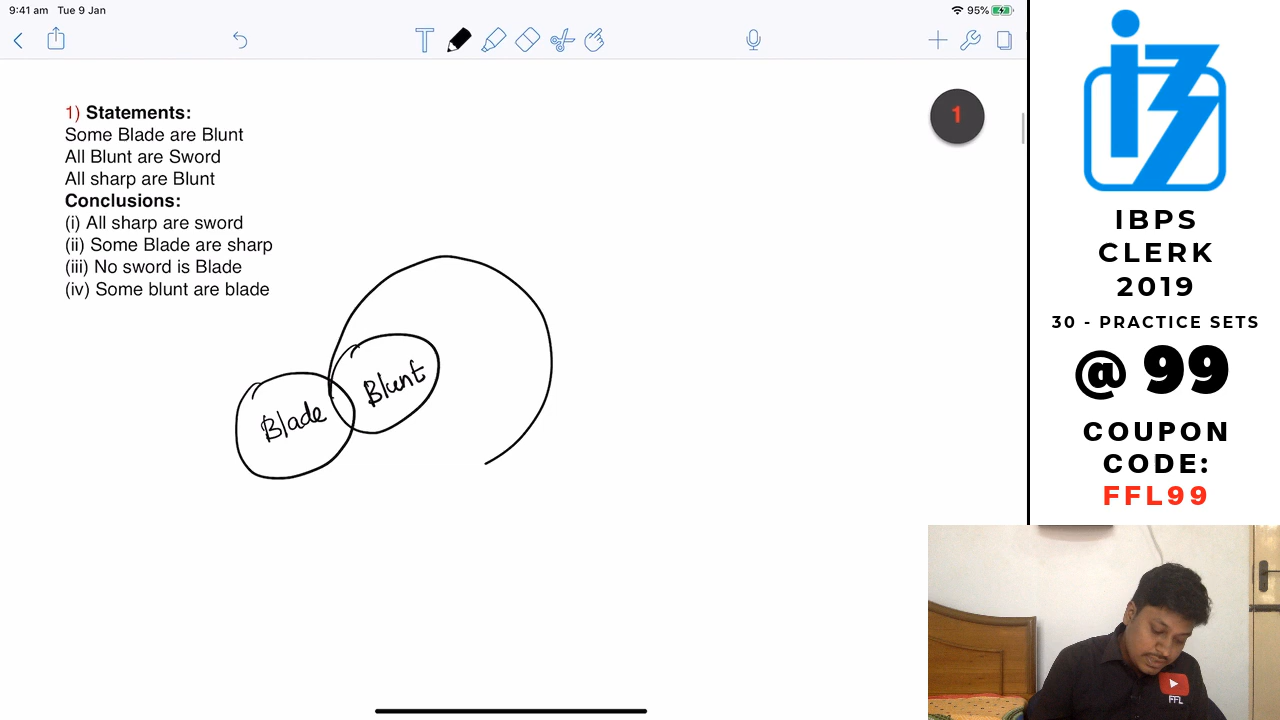 9:41 am Tue 9 Jan
95%
T
1
1) Statements:
Some Blade are Blunt
All Blunt are Sword
All sharp are Blunt
Conclusions:
(i) All sharp are sword
(ii) Some Blade are sharp
(iii) No sword is Blade
(iv) Some blunt are blade
Blunt
Blade
IBPS
CLERK
2019
30 - PRACTICE SETS
@ 99
COUPON
CODE:
FFL99
FFL